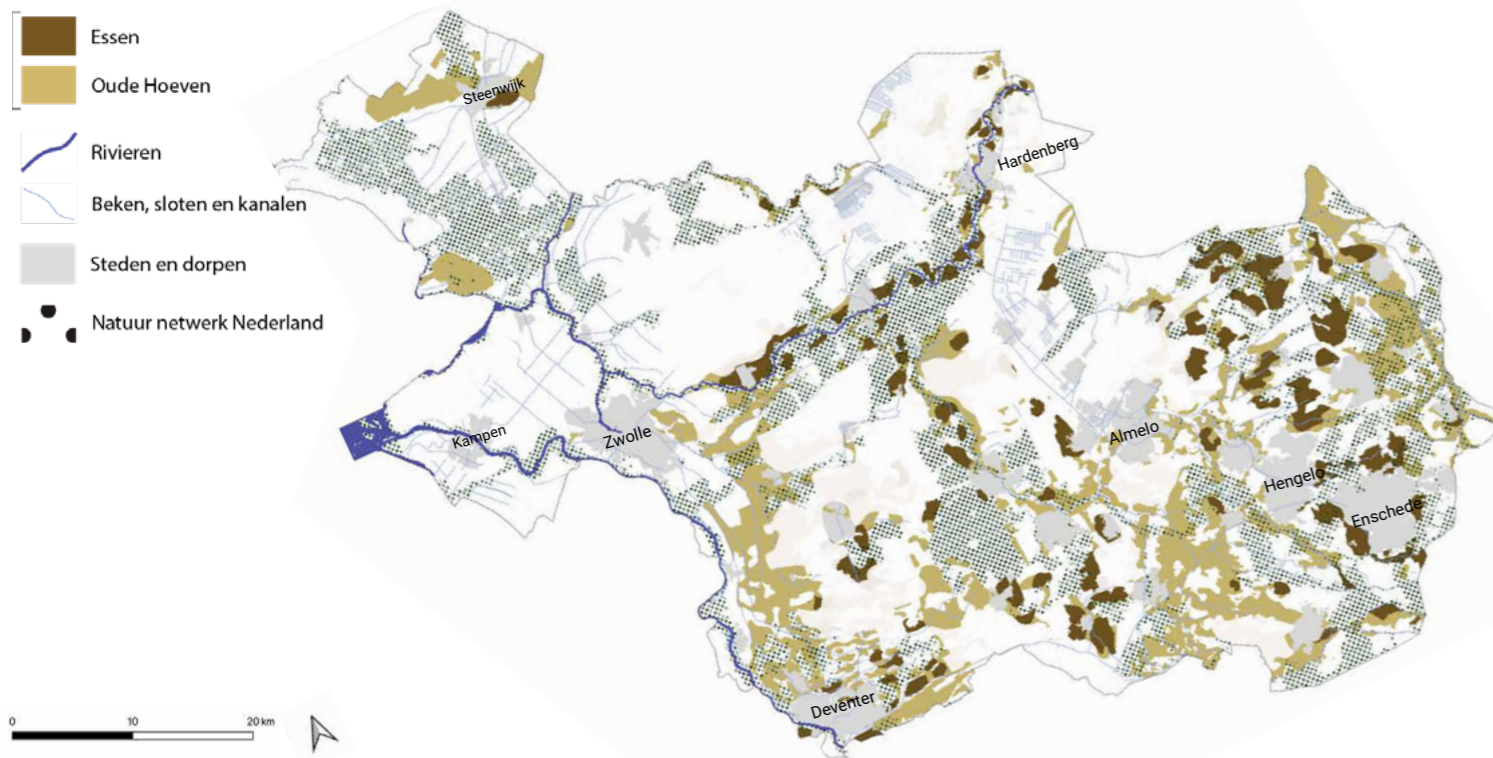 Essen
Oude Hoeven
Rivieren
Beken, sloten en kanalen
Steden en dorpen
Natuur netwerk Nederland
Steenwijk
Hardenberg
Kampen
Zwolle
Almelo
Hengelo
Enschede
Deventer
0 10 20 km